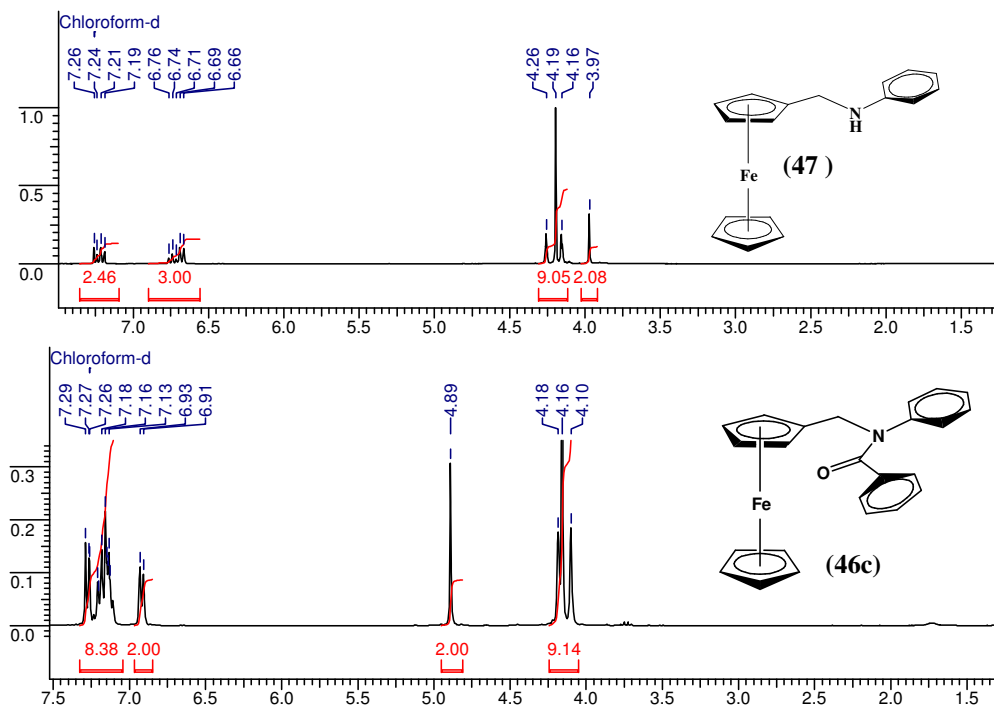 Chloroform-d
7.26 7.24 7.21 7.19 6.76 6.74 6.71 6.69 6.66 4.26 4.19 4.16 3.97
1.0
0.5
0.0
2.46 3.00 9.05 2.08
7.0 6.5 6.0 5.5 5.0 4.5 4.0 3.5 3.0 2.5 2.0 1.5
N
H
Fe
(47 )
Chloroform-d
7.29 7.27 7.26 7.18 7.16 7.13 6.93 6.91 4.89 4.18 4.16 4.10
0.3
0.2
0.1
0.0
8.38 2.00 2.00 9.14
7.5 7.0 6.5 6.0 5.5 5.0 4.5 4.0 3.5 3.0 2.5 2.0 1.5
N
O
Fe
(46c)